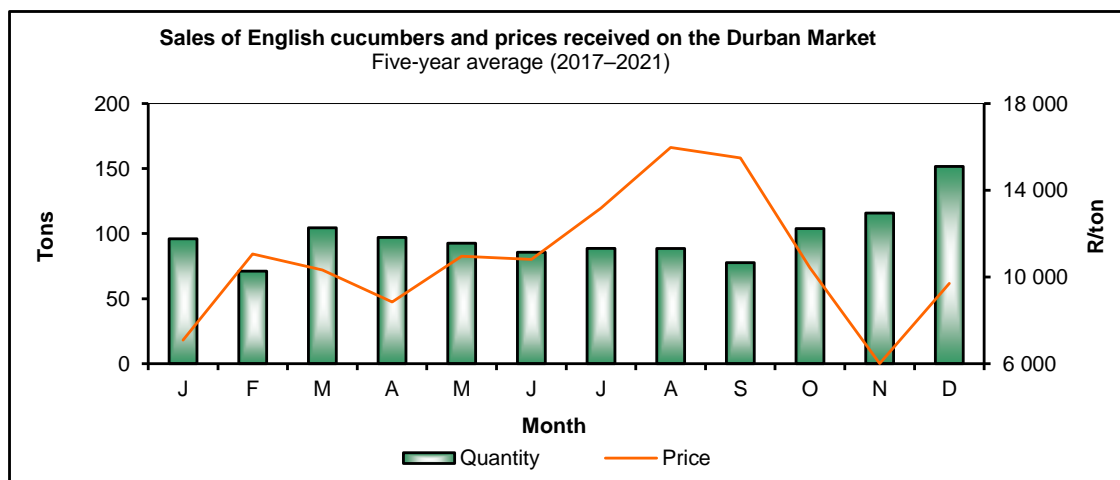 Sales of English cucumbers and prices received on the Durban Market
Five-year average (2017–2021)
200
150
100
50
0
Tons
18 000
14 000
10 000
6 000
R/ton
J F M A M J J A S O N D
Month
Quantity Price